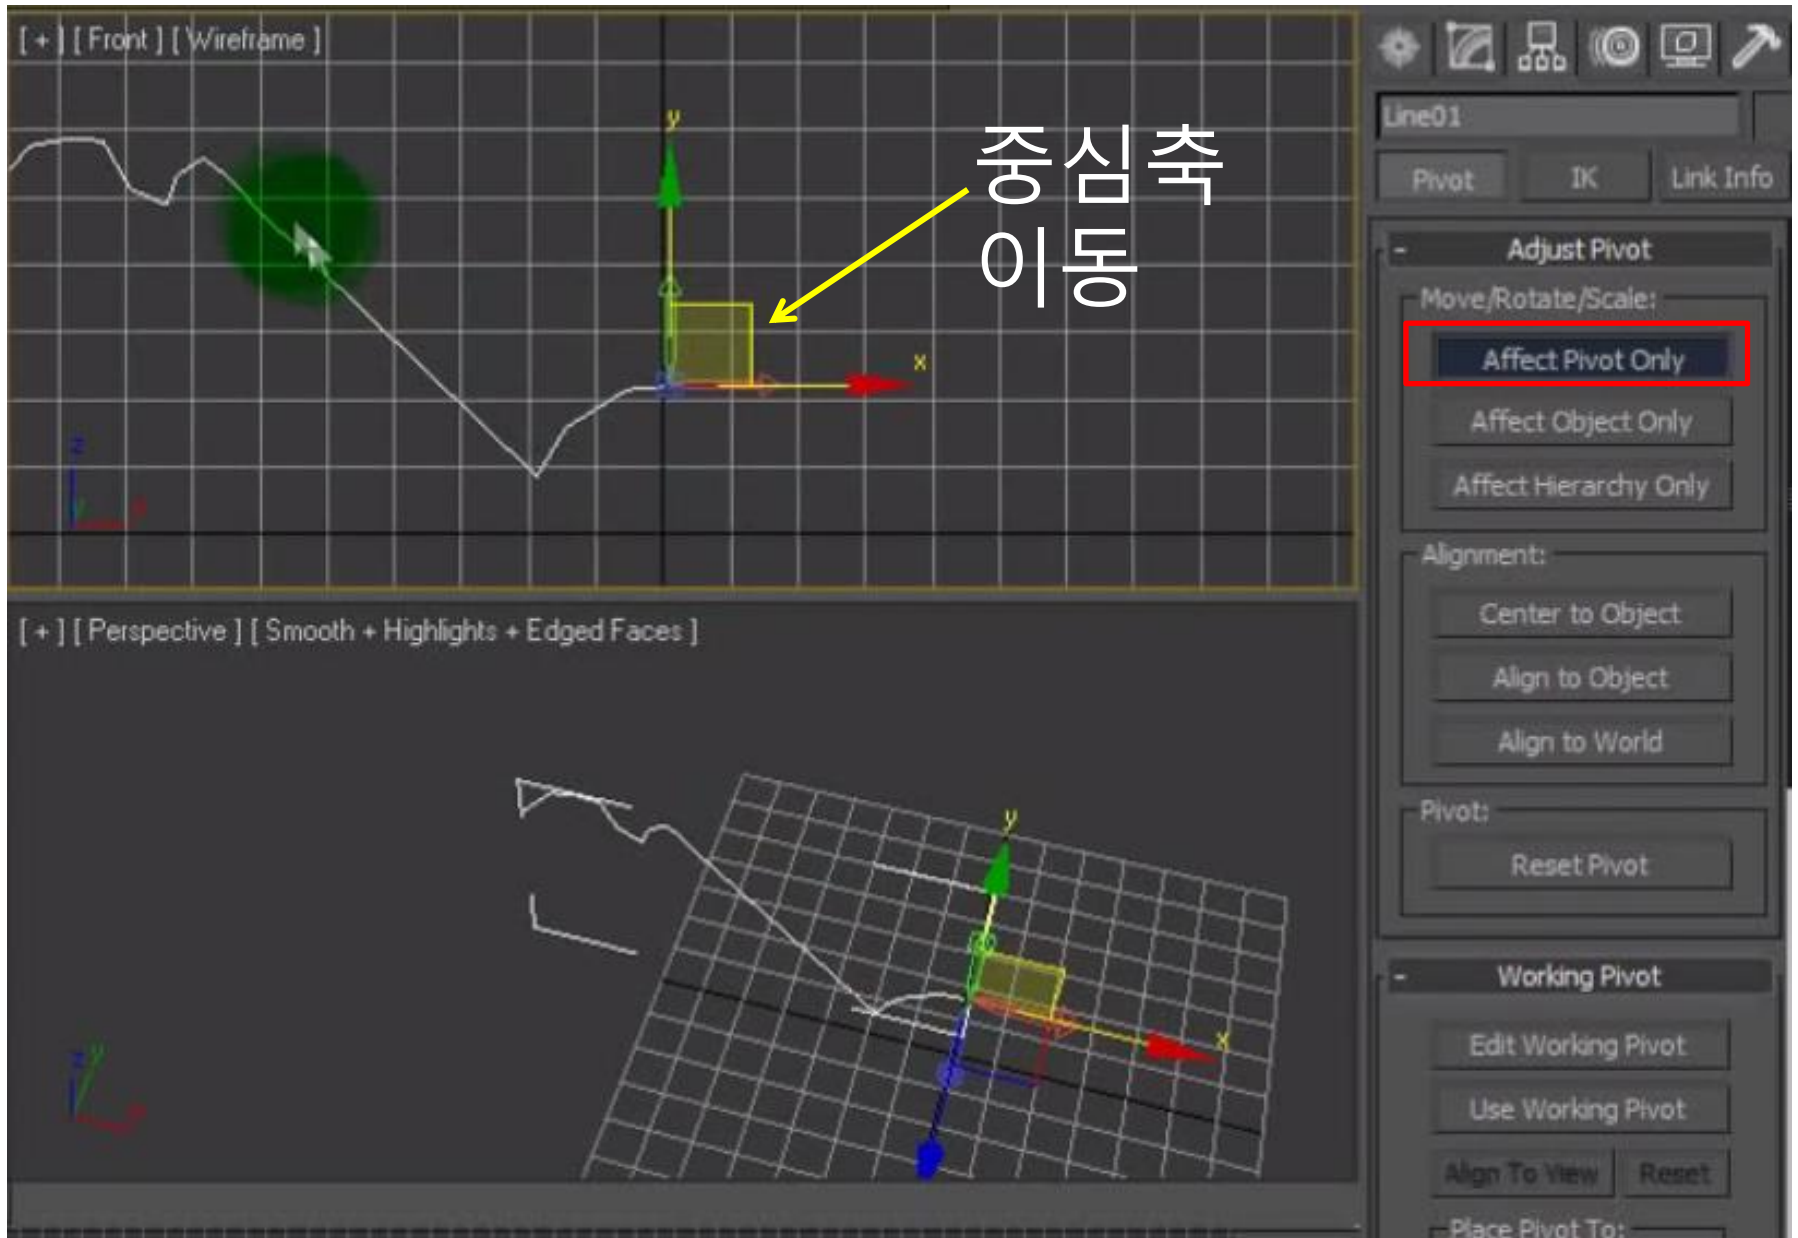 [ + ] [ Front ] [ Wireframe ]
y
x
중심축
이동
z
[ + ] [ Perspective ] [ Smooth + Highlights + Edged Faces ]
y
x
z
y
Line01
Pivot
IK
Link Info
- Adjust Pivot
Move/Rotate/Scale:
Affect Pivot Only
Affect Object Only
Affect Hierarchy Only
Alignment:
Center to Object
Align to Object
Align to World
Pivot:
Reset Pivot
- Working Pivot
Edit Working Pivot
Use Working Pivot
Align To View
Reset
Place Pivot To: